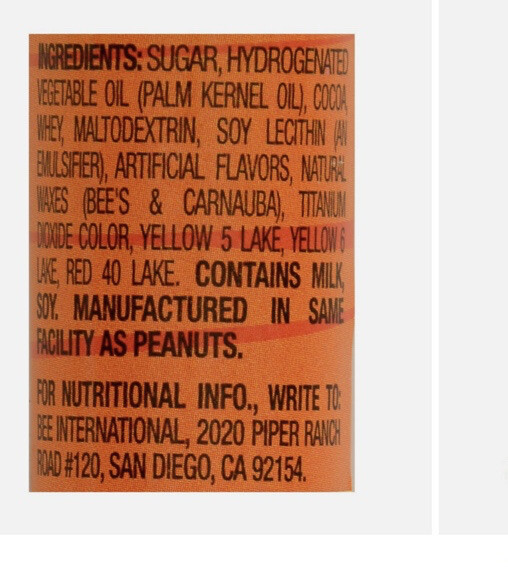 INGREDIENTS: SUGAR, HYDROGENATED
VEGETABLE OIL (PALM KERNEL OIL), COCOA,
WHEY, MALTODEXTRIN, SOY LECITHIN (AN
EMULSIFIER), ARTIFICIAL FLAVORS, NATURAL
WAXES (BEE'S & CARNAUBA), TITANIUM
DIOXIDE COLOR, YELLOW 5 LAKE, YELLOW 6
LAKE, RED 40 LAKE. CONTAINS MILK,
SOY. MANUFACTURED IN SAME
FACILITY AS PEANUTS.
FOR NUTRITIONAL INFO., WRITE TO:
BEE INTERNATIONAL, 2020 PIPER RANCH
ROAD #120, SAN DIEGO, CA 92154.